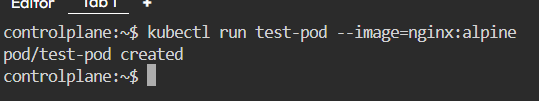 Editor Tab 1 +
controlplane:~$ kubectl run test-pod --image=nginx:alpine
pod/test-pod created
controlplane:~$